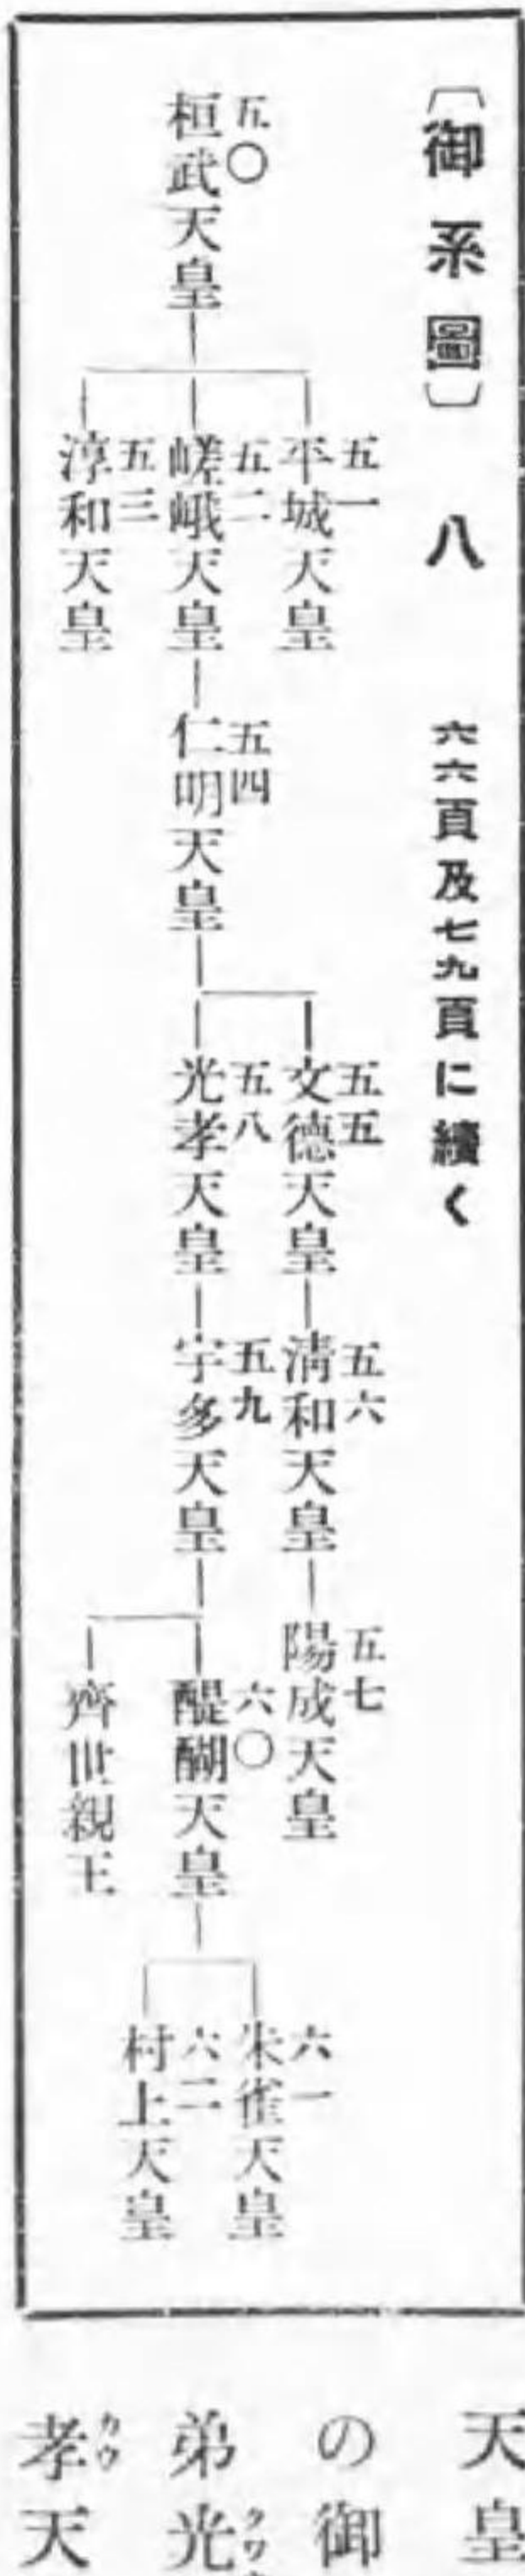 〔御系圖〕 八 六六頁及七九頁に續く
五〇
桓武天皇
五一
平城天皇
五二
嵯峨天皇
五三
淳和天皇
五四
仁明天皇
五五
文德天皇
五六
淸和天皇
五七
陽成天皇
五八
光孝天皇
五九
宇多天皇
六〇
醍醐天皇
齊世親王
六一
朱雀天皇
六二
村上天皇
天皇
の御
弟光
孝天
カウ